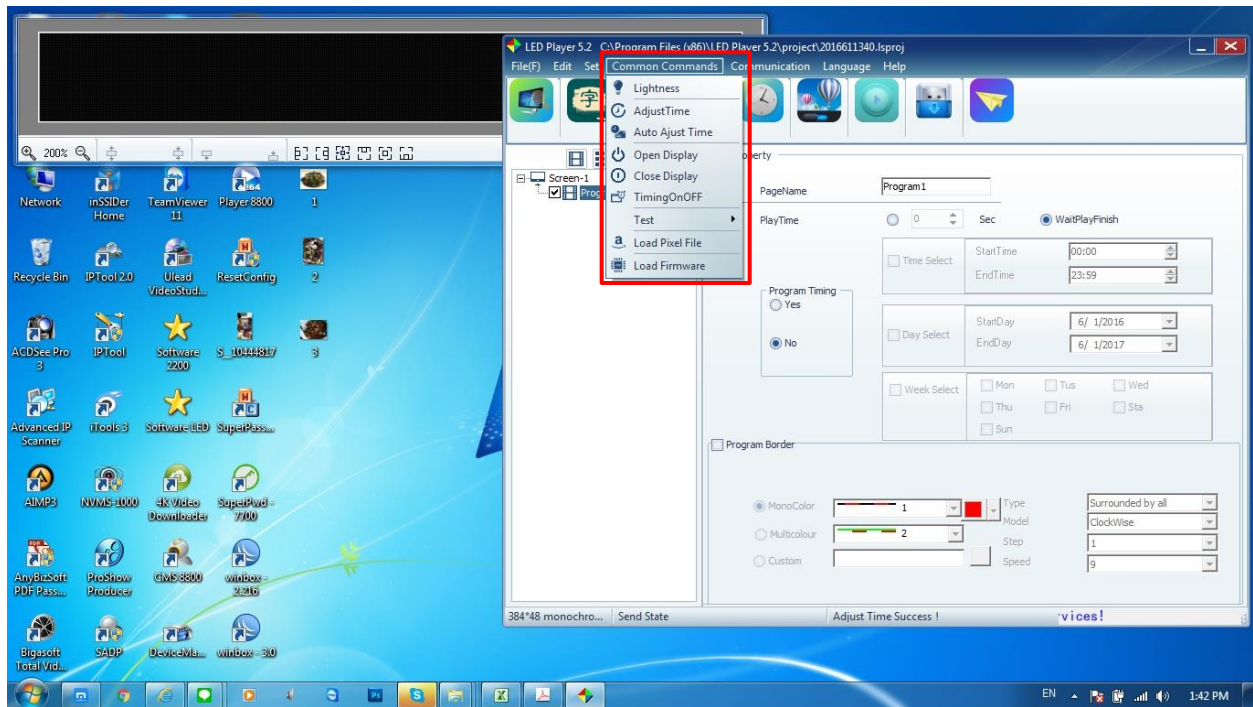 LED Player 5.2 C:\Program Files (x86)\LED Player 5.2\project\2016611340.lsproj
File(F) Edit Set Common Commands Communication Language Help
Lightness
AdjustTime
Auto Ajust Time
Open Display
Close Display
TimingOnOFF
Test
Load Pixel File
Load Firmware
字
200%
Screen-1
Prog
perty
PageName
Program1
PlayTime
0
Sec
WaitPlayFinish
Time Select
StartTime
00:00
EndTime
23:59
Program Timing
Yes
No
Day Select
StartDay
6/ 1/2016
EndDay
6/ 1/2017
Week Select
Mon
Tus
Wed
Thu
Fri
Sta
Sun
Program Border
MonoColor
1
Multicolour
2
Custom
Type
Surrounded by all
Model
ClockWise
Step
1
Speed
9
384*48 monochro...
Send State
Adjust Time Success !
vices!
Network
inSSIDer Home
TeamViewer 11
Player 8800
1
Recycle Bin
IPTool 2.0
Ulead VideoStud...
ResetConfig
2
ACDSee Pro 3
IPTool
Software 2200
S_10444817
3
Advanced IP Scanner
iTools 3
Software LED
SuperPass...
AIMP3
NVMS-1000
4K Video Downloader
SuperPwd - 7700
AnyBizSoft PDF Pass...
ProShow Producer
CMS 8800
winbox - 2.216
Bigasoft Total Vid...
SADP
DeviceMa...
winbox - 3.0
EN
1:42 PM